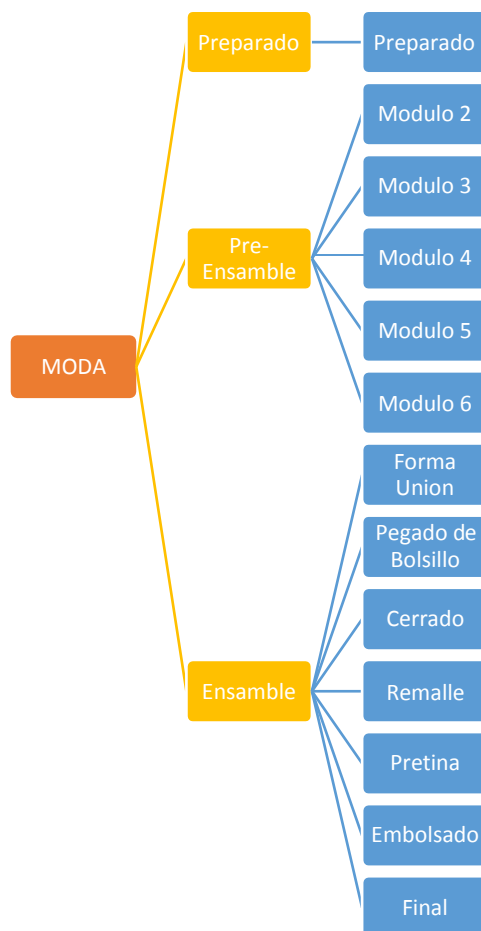 Preparado
Preparado
Modulo 2
Modulo 3
Pre-
Ensamble
Modulo 4
Modulo 5
MODA
Modulo 6
Forma
Union
Pegado de
Bolsillo
Cerrado
Ensamble
Remalle
Pretina
Embolsado
Final